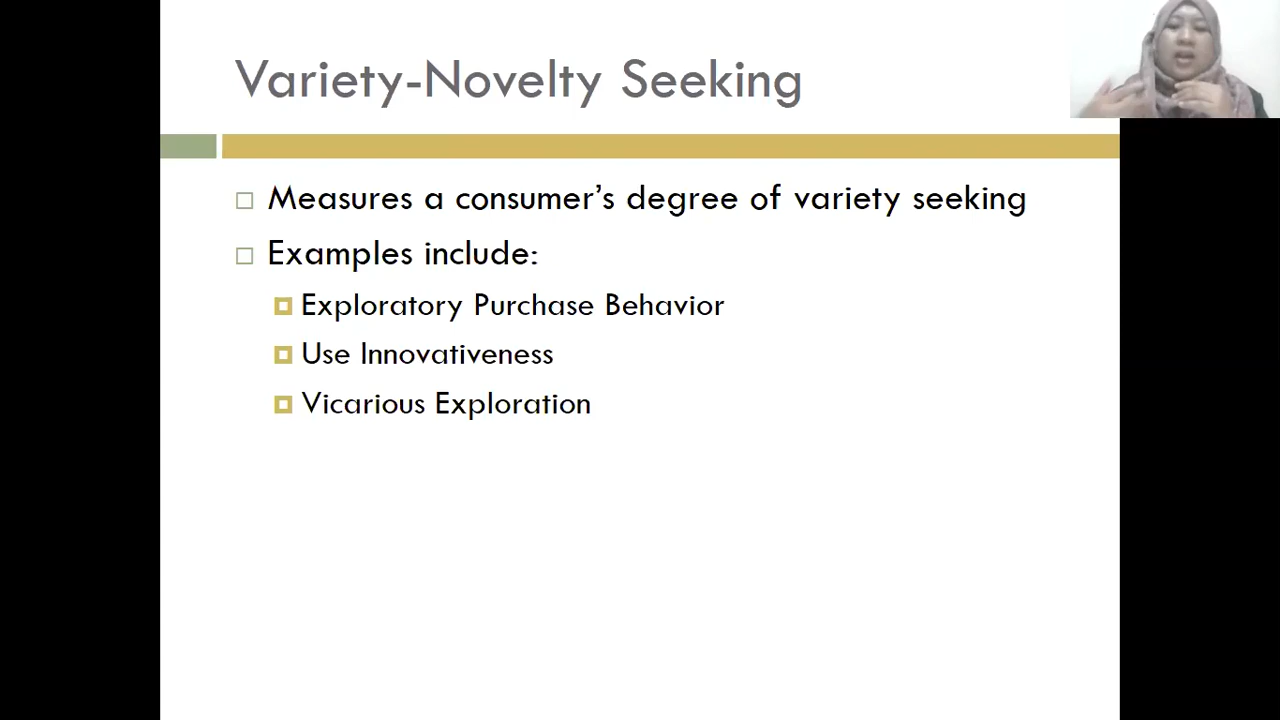 Variety-Novelty Seeking
Measures a consumer’s degree of variety seeking
Examples include:
Exploratory Purchase Behavior
Use Innovativeness
Vicarious Exploration